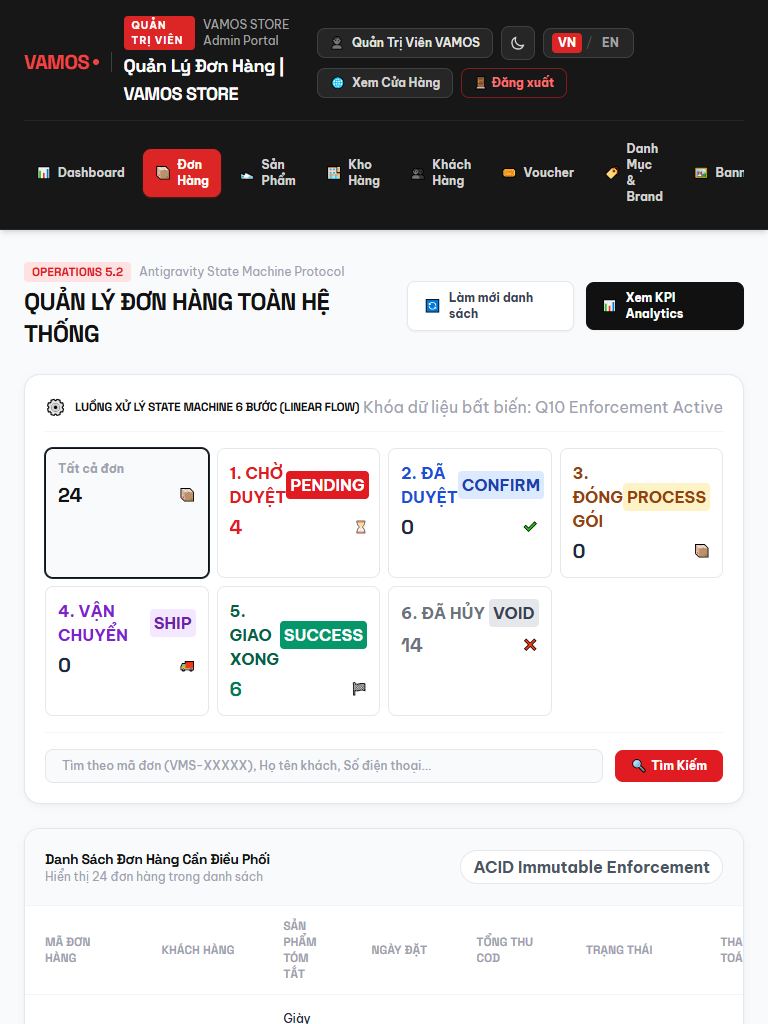 VAMOS
QUẢN
TRỊ VIÊN
VAMOS STORE
Admin Portal
Quản Lý Đơn Hàng |
VAMOS STORE
Quản Trị Viên VAMOS
VN / EN
Xem Cửa Hàng
Đăng xuất
Dashboard
Đơn
Hàng
Sản
Phẩm
Kho
Hàng
Khách
Hàng
Voucher
Danh
Mục
&
Brand
Bann
OPERATIONS 5.2
Antigravity State Machine Protocol
QUẢN LÝ ĐƠN HÀNG TOÀN HỆ
THỐNG
Làm mới danh
sách
Xem KPI
Analytics
LUỒNG XỬ LÝ STATE MACHINE 6 BƯỚC (LINEAR FLOW)
Khóa dữ liệu bất biến: Q10 Enforcement Active
Tất cả đơn
24
1. CHỜ
DUYỆT
PENDING
4
2. ĐÃ
DUYỆT
CONFIRM
0
3.
ĐÓNG
GÓI
PROCESS
0
4. VẬN
CHUYỂN
SHIP
0
5.
GIAO
XONG
SUCCESS
6
6. ĐÃ HỦY
VOID
14
Tìm theo mã đơn (VMS-XXXXX), Họ tên khách, Số điện thoại...
Tìm Kiếm
Danh Sách Đơn Hàng Cần Điều Phối
Hiển thị 24 đơn hàng trong danh sách
ACID Immutable Enforcement
MÃ ĐƠN
HÀNG
KHÁCH HÀNG
SẢN
PHẨM
TÓM
TẮT
NGÀY ĐẶT
TỔNG THU
COD
TRẠNG THÁI
THA
TOÁ
Giày